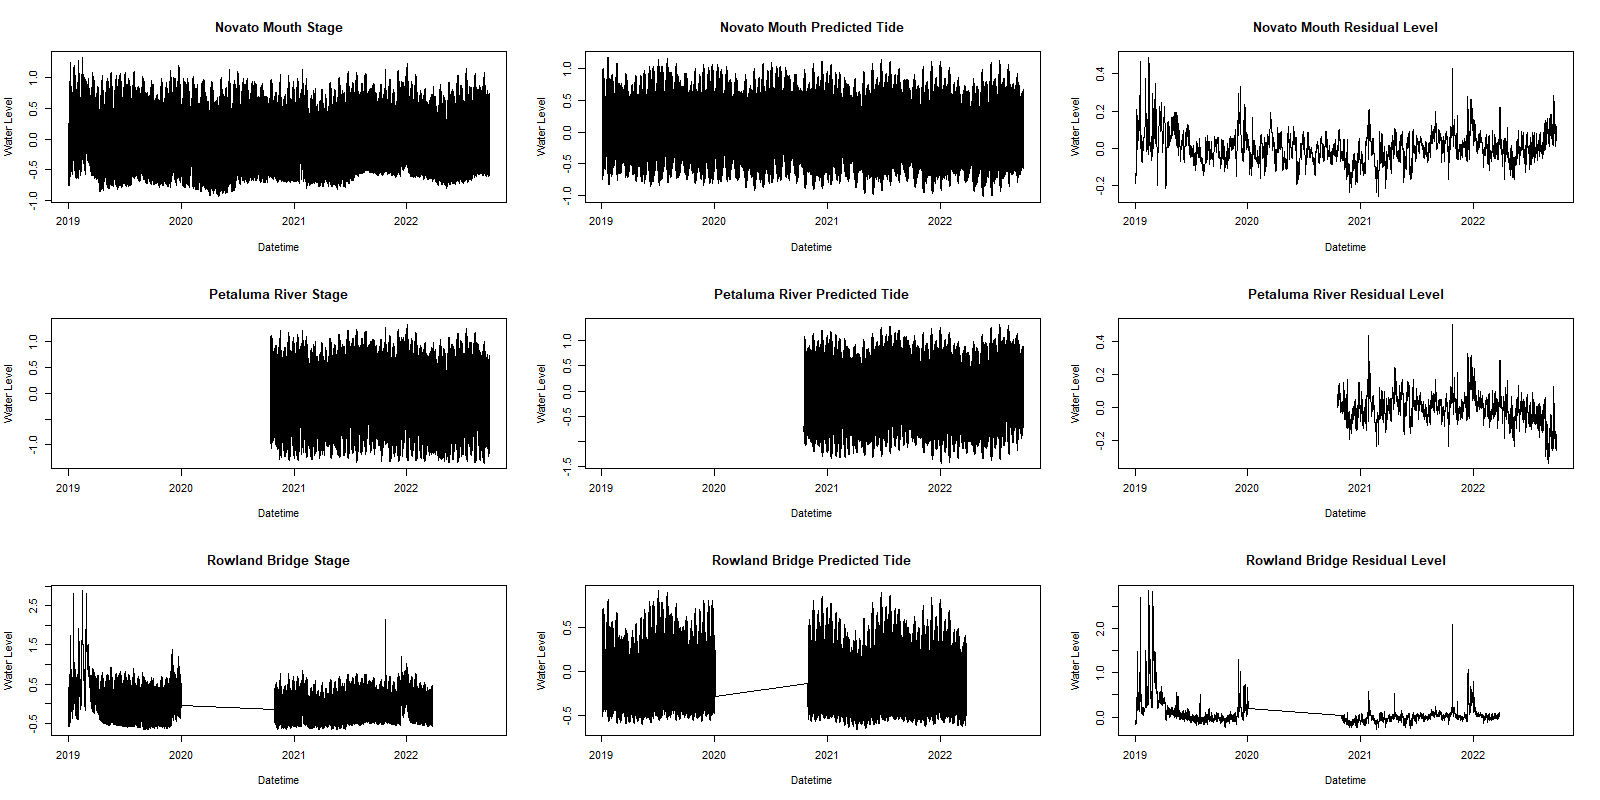 Novato Mouth Stage
Water Level
1.0
0.5
0.0
-0.5
-1.0
2019 2020 2021 2022
Datetime
Novato Mouth Predicted Tide
Water Level
1.0
0.5
0.0
-0.5
-1.0
2019 2020 2021 2022
Datetime
Novato Mouth Residual Level
Water Level
0.4
0.2
0.0
-0.2
2019 2020 2021 2022
Datetime
Petaluma River Stage
Water Level
1.0
0.5
0.0
-1.0
2019 2020 2021 2022
Datetime
Petaluma River Predicted Tide
Water Level
1.0
0.5
0.0
-0.5
-1.5
2019 2020 2021 2022
Datetime
Petaluma River Residual Level
Water Level
0.4
0.2
0.0
-0.2
2019 2020 2021 2022
Datetime
Rowland Bridge Stage
Water Level
2.5
1.5
0.5
-0.5
2019 2020 2021 2022
Datetime
Rowland Bridge Predicted Tide
Water Level
0.5
0.0
-0.5
2019 2020 2021 2022
Datetime
Rowland Bridge Residual Level
Water Level
2.0
1.0
0.0
2019 2020 2021 2022
Datetime